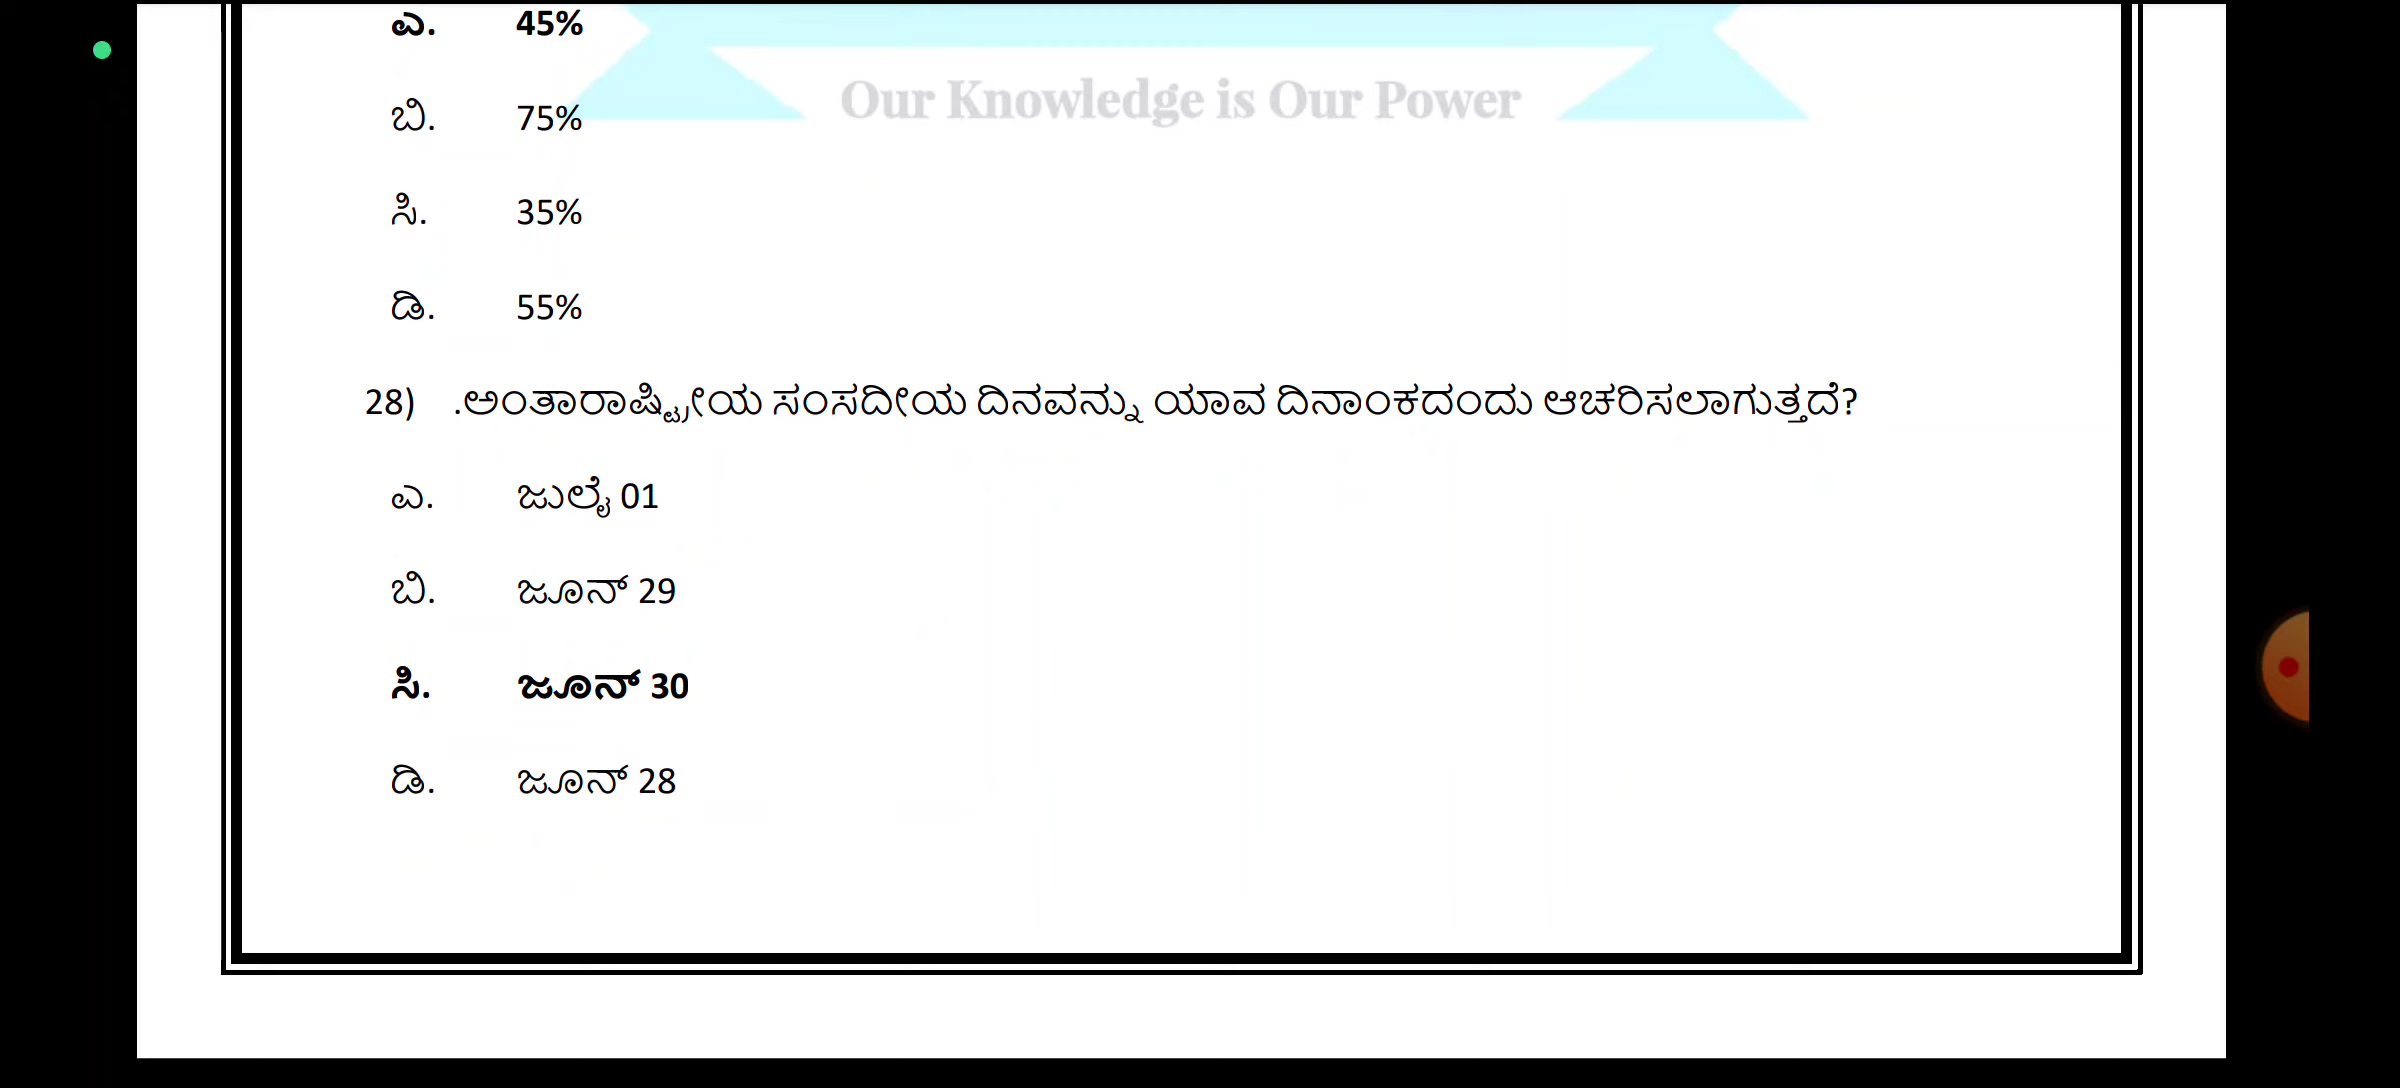 ಎ. 45%
Our Knowledge is Our Power
ಬಿ. 75%
ಸಿ. 35%
ಡಿ. 55%
28) .ಅಂತಾರಾಷ್ಟ್ರೀಯ ಸಂಸದೀಯ ದಿನವನ್ನು ಯಾವ ದಿನಾಂಕದಂದು ಆಚರಿಸಲಾಗುತ್ತದೆ?
ಎ. ಜುಲೈ 01
ಬಿ. ಜೂನ್ 29
ಸಿ. ಜೂನ್ 30
ಡಿ. ಜೂನ್ 28